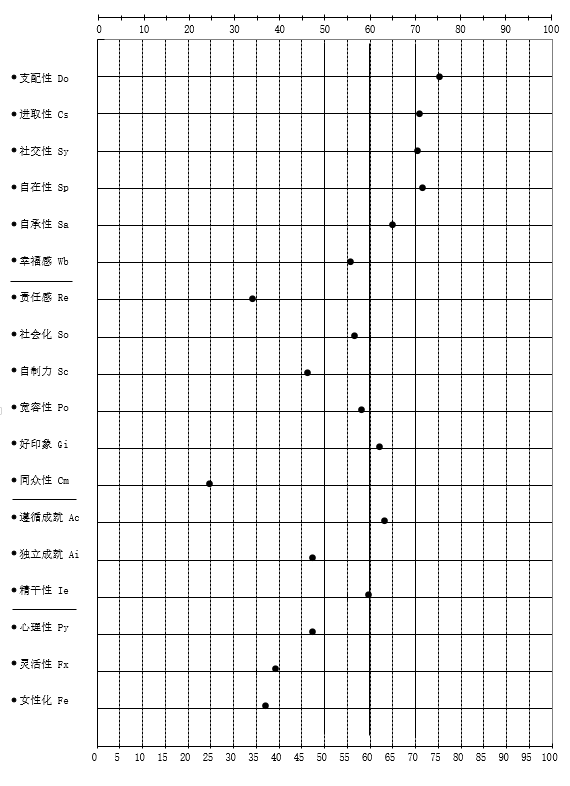 0 10 20 30 40 50 60 70 80 90 100
● 支配性 Do
● 进取性 Cs
● 社交性 Sy
● 自在性 Sp
● 自承性 Sa
● 幸福感 Wb
● 责任感 Re
● 社会化 So
● 自制力 Sc
● 宽容性 Po
● 好印象 Gi
● 同众性 Cm
● 遵循成就 Ac
● 独立成就 Ai
● 精干性 Ie
● 心理性 Py
● 灵活性 Fx
● 女性化 Fe
0 5 10 15 20 25 30 35 40 45 50 55 60 65 70 75 80 85 90 95 100